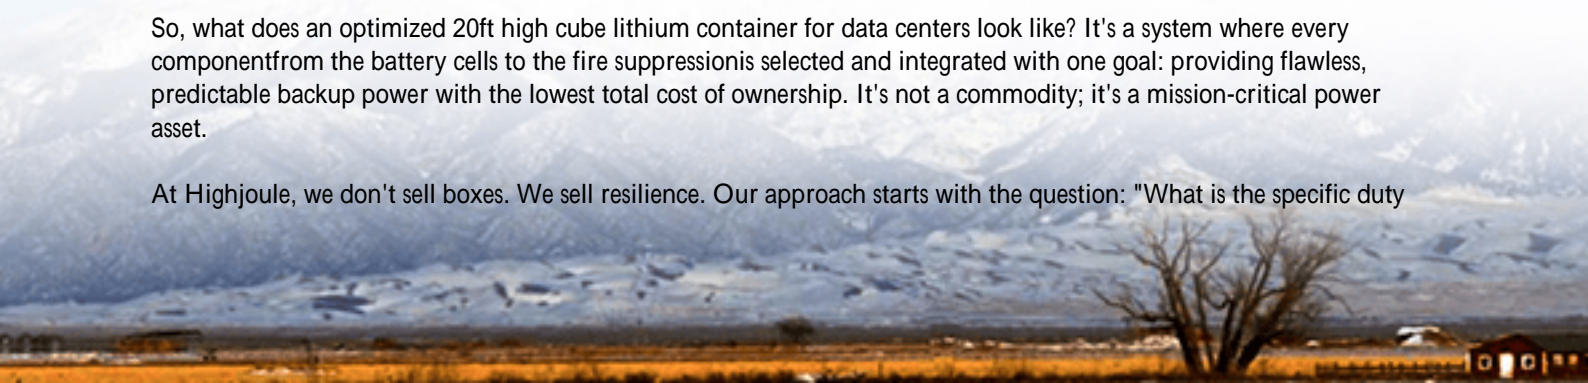 So, what does an optimized 20ft high cube lithium container for data centers look like? It's a system where every
componentfrom the battery cells to the fire suppressionis selected and integrated with one goal: providing flawless,
predictable backup power with the lowest total cost of ownership. It's not a commodity; it's a mission-critical power
asset.
At Highjoule, we don't sell boxes. We sell resilience. Our approach starts with the question: "What is the specific duty